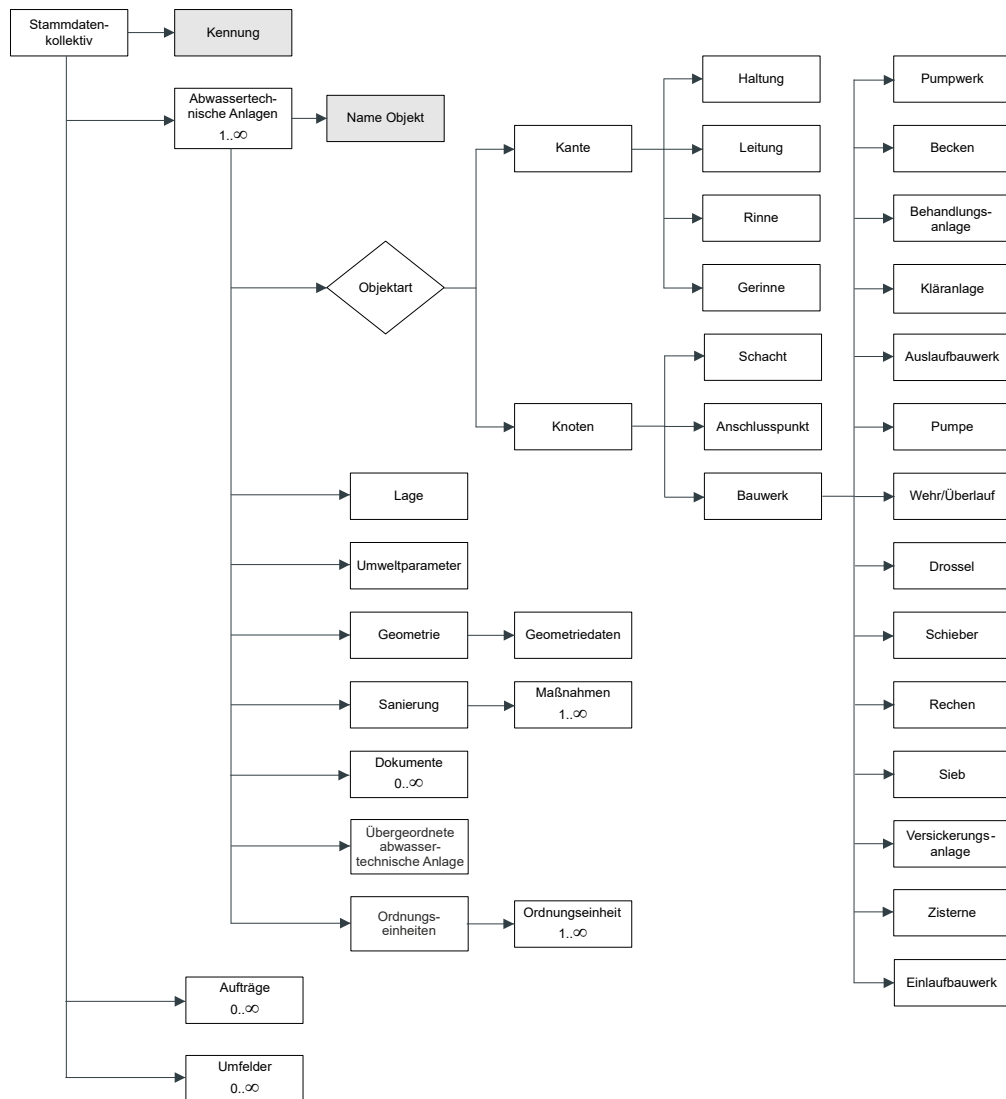 Stammdaten-
kollektiv
Kennung
Abwassertech-
nische Anlagen
1..∞
Name Objekt
Objektart
Kante
Haltung
Leitung
Rinne
Gerinne
Knoten
Schacht
Anschlusspunkt
Bauwerk
Pumpwerk
Becken
Behandlungs-
anlage
Kläranlage
Auslaufbauwerk
Pumpe
Wehr/Überlauf
Drossel
Schieber
Rechen
Sieb
Versickerungs-
anlage
Zisterne
Einlaufbauwerk
Lage
Umweltparameter
Geometrie
Geometriedaten
Sanierung
Maßnahmen
1..∞
Dokumente
0..∞
Übergeordnete
abwasser-
technische Anlage
Ordnungs-
einheiten
Ordnungseinheit
1..∞
Aufträge
0..∞
Umfelder
0..∞